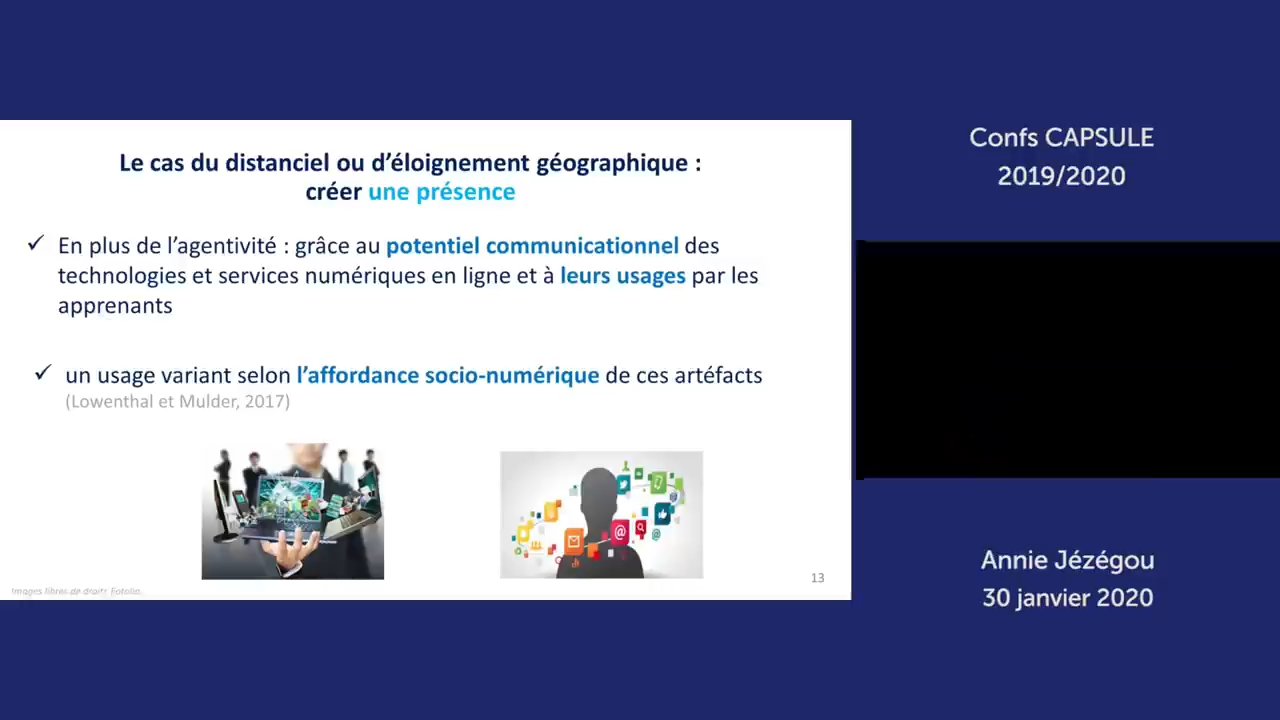 Le cas du distanciel ou d’éloignement géographique :
créer une présence
✓ En plus de l’agentivité : grâce au potentiel communicationnel des
technologies et services numériques en ligne et à leurs usages par les
apprenants
✓ un usage variant selon l’affordance socio-numérique de ces artéfacts
(Lowenthal et Mulder, 2017)
13
Images libres de droits Fotolia.
Confs CAPSULE
2019/2020
Annie Jézégou
30 janvier 2020